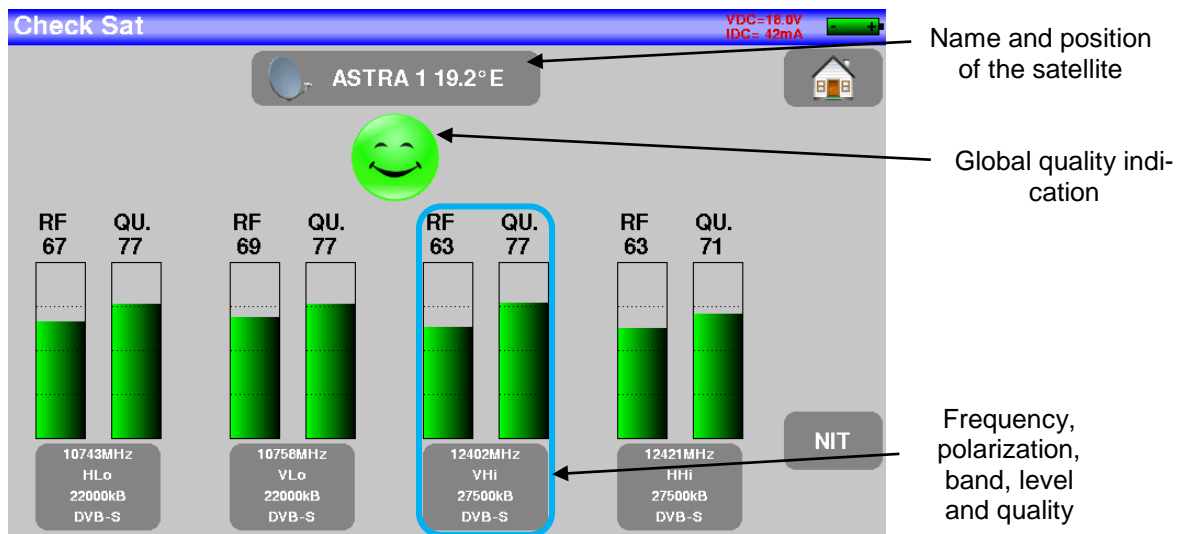 Check Sat
VDC=18.0V
IDC= 42mA
- +
Name and position
of the satellite
ASTRA 1 19.2°E
Global quality indi-
cation
RF QU. RF QU. RF QU. RF QU.
67 77 69 77 63 77 63 71
10743MHz
HLo
22000kB
DVB-S
10758MHz
VLo
22000kB
DVB-S
12402MHz
VHi
27500kB
DVB-S
12421MHz
HHi
27500kB
DVB-S
NIT
Frequency,
polarization,
band, level
and quality